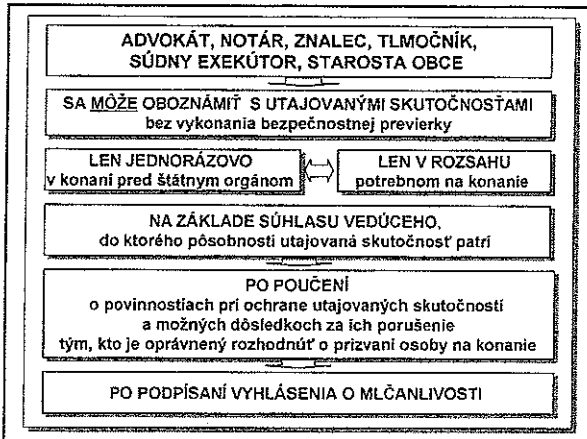 ADVOKÁT, NOTÁR, ZNALEC, TLMOČNÍK,
SÚDNY EXEKÚTOR, STAROSTA OBCE
SA MÔŽE OBOZNÁMIŤ S UTAJOVANÝMI SKUTOČNOSŤAMI
bez vykonania bezpečnostnej previerky
LEN JEDNORÁZOVO
v konaní pred štátnym orgánom
LEN V ROZSAHU
potrebnom na konanie
NA ZÁKLADE SÚHLASU VEDÚCEHO,
do ktorého pôsobnosti utajovaná skutočnosť patrí
PO POUČENÍ
o povinnostiach pri ochrane utajovaných skutočností
a možných dôsledkoch za ich porušenie
tým, kto je oprávnený rozhodnúť o prizvaní osoby na konanie
PO PODPÍSANÍ VYHLÁSENIA O MLČANLIVOSTI